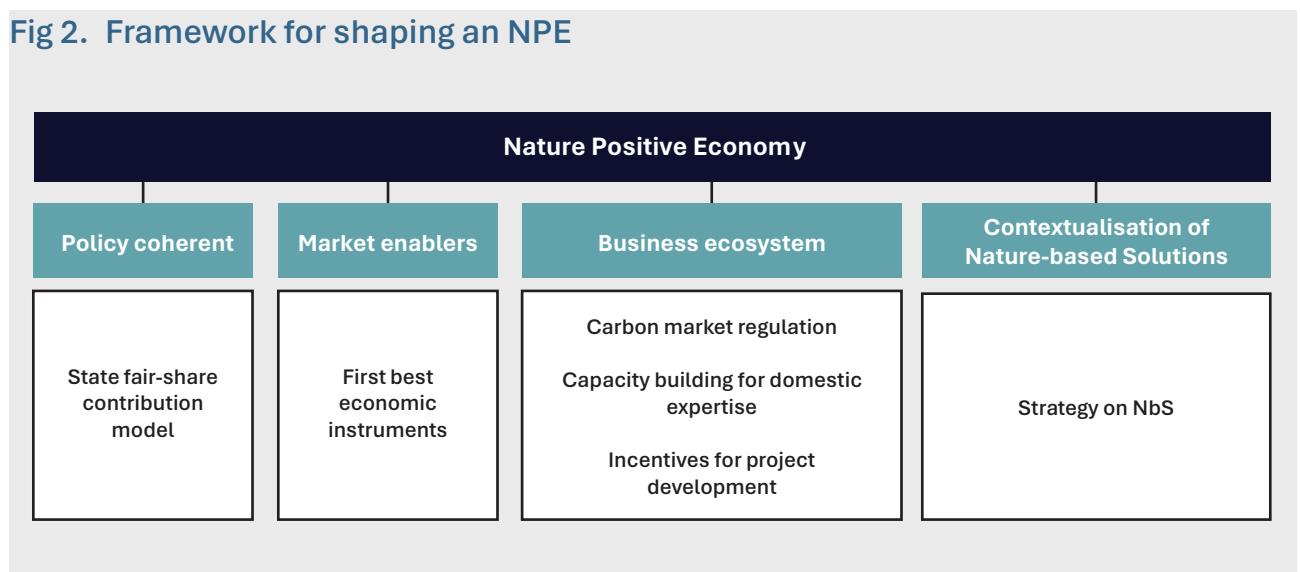 Fig 2. Framework for shaping an NPE
Nature Positive Economy
Policy coherent
State fair-share
contribution
model
Market enablers
First best
economic
instruments
Business ecosystem
Carbon market regulation
Capacity building for domestic
expertise
Incentives for project
development
Contextualisation of
Nature-based Solutions
Strategy on NbS